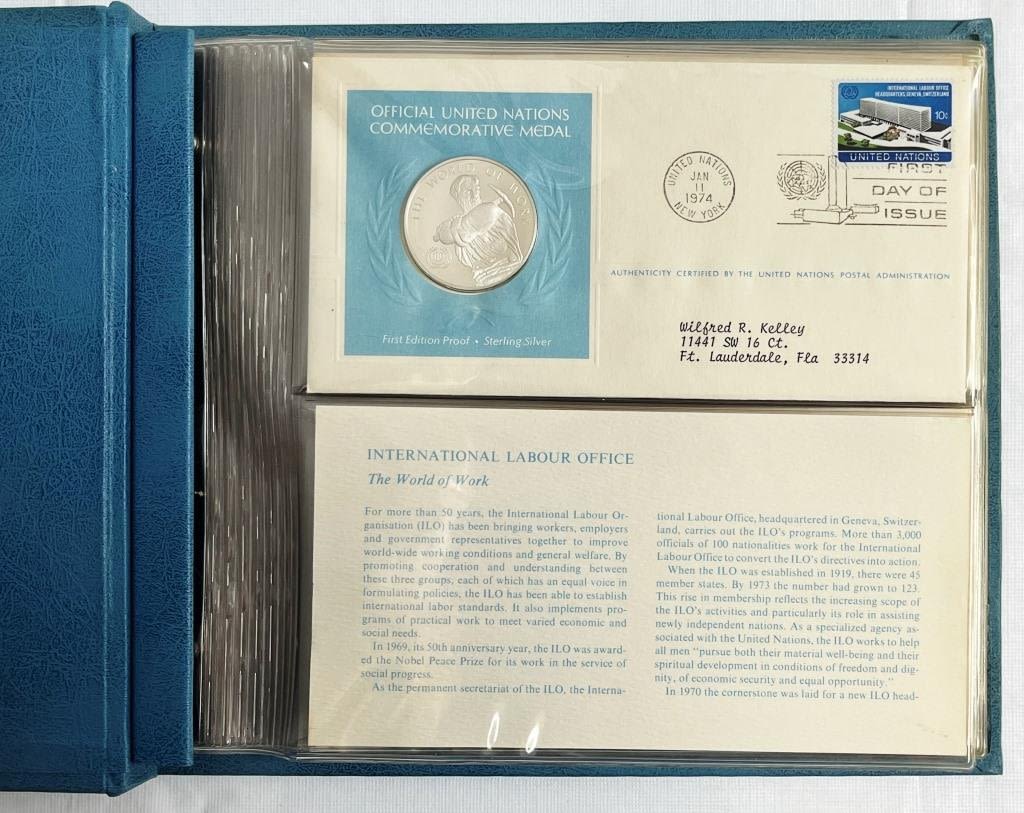 OFFICIAL UNITED NATIONS
COMMEMORATIVE MEDAL
THE WORLD OF WORK
First Edition Proof • Sterling Silver
UNITED NATIONS
JAN
11
1974
NEW YORK
INTERNATIONAL LABOUR OFFICE
HEADQUARTERS, GENEVA, SWITZERLAND
10c
UNITED NATIONS
FIRST
DAY OF
ISSUE
AUTHENTICITY CERTIFIED BY THE UNITED NATIONS POSTAL ADMINISTRATION
Wilfred R. Kelley
11441 SW 16 Ct.
Ft. Lauderdale, Fla 33314
INTERNATIONAL LABOUR OFFICE
The World of Work
For more than 50 years, the International Labour Or-
ganisation (ILO) has been bringing workers, employers
and government representatives together to improve
world-wide working conditions and general welfare. By
promoting cooperation and understanding between
these three groups, each of which has an equal voice in
formulating policies, the ILO has been able to establish
international labor standards. It also implements pro-
grams of practical work to meet varied economic and
social needs.
In 1969, its 50th anniversary year, the ILO was award-
ed the Nobel Peace Prize for its work in the service of
social progress.
As the permanent secretariat of the ILO, the Interna-
tional Labour Office, headquartered in Geneva, Switzer-
land, carries out the ILO's programs. More than 3,000
officials of 100 nationalities work for the International
Labour Office to convert the ILO's directives into action.
When the ILO was established in 1919, there were 45
member states. By 1973 the number had grown to 123.
This rise in membership reflects the increasing scope of
the ILO's activities and particularly its role in assisting
newly independent nations. As a specialized agency as-
sociated with the United Nations, the ILO works to help
all men "pursue both their material well-being and their
spiritual development in conditions of freedom and dig-
nity, of economic security and equal opportunity."
In 1970 the cornerstone was laid for a new ILO head-